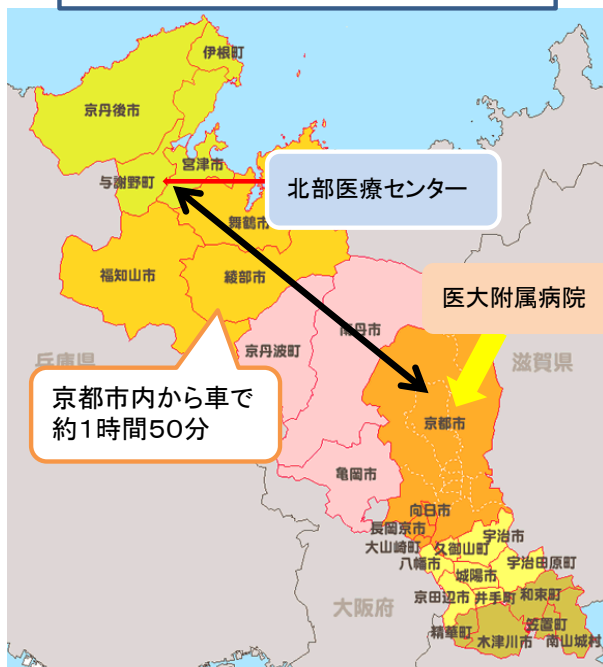 伊根町
京丹後市
宮津市
与謝野町
北部医療センター
舞鶴市
福知山市
綾部市
医大附属病院
南丹市
京丹波町
兵庫県
滋賀県
京都市内から車で
約1時間50分
京都市
亀岡市
向日市
長岡京市
大山崎町
久御山町
宇治市
八幡市
宇治田原町
城陽市
京田辺市
井手町
和束町
大阪府
精華町
木津川市
笠置町
南山城村